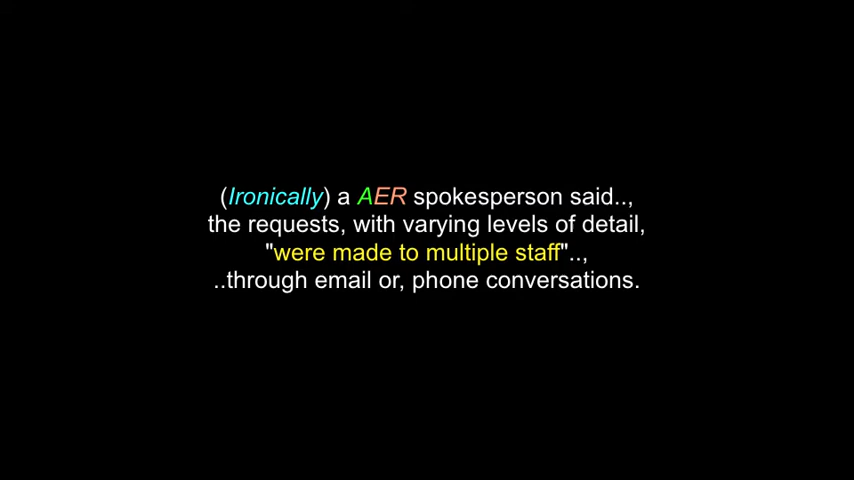 (Ironically) a AER spokesperson said..,
the requests, with varying levels of detail,
"were made to multiple staff"..,
..through email or, phone conversations.